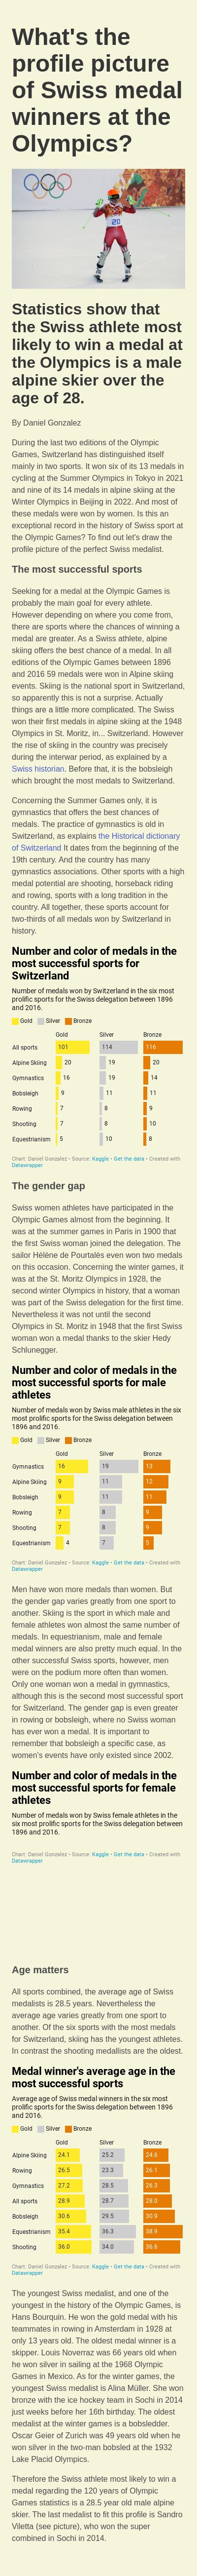 What's the
profile picture
of Swiss medal
winners at the
Olympics?
20
Statistics show that
the Swiss athlete most
likely to win a medal at
the Olympics is a male
alpine skier over the
age of 28.
By Daniel Gonzalez
During the last two editions of the Olympic
Games, Switzerland has distinguished itself
mainly in two sports. It won six of its 13 medals in
cycling at the Summer Olympics in Tokyo in 2021
and nine of its 14 medals in alpine skiing at the
Winter Olympics in Beijing in 2022. And most of
these medals were won by women. Is this an
exceptional record in the history of Swiss sport at
the Olympic Games? To find out let's draw the
profile picture of the perfect Swiss medalist.
The most successful sports
Seeking for a medal at the Olympic Games is
probably the main goal for every athlete.
However depending on where you come from,
there are sports where the chances of winning a
medal are greater. As a Swiss athlete, alpine
skiing offers the best chance of a medal. In all
editions of the Olympic Games between 1896
and 2016 59 medals were won in Alpine skiing
events. Skiing is the national sport in Switzerland,
so apparently this is not a surprise. Actually
things are a little more complicated. The Swiss
won their first medals in alpine skiing at the 1948
Olympics in St. Moritz, in... Switzerland. However
the rise of skiing in the country was precisely
during the interwar period, as explained by a
Swiss historian. Before that, it is the bobsleigh
which brought the most medals to Switzerland.
Concerning the Summer Games only, it is
gymnastics that offers the best chances of
medals. The practice of gymnastics is old in
Switzerland, as explains the Historical dictionary
of Switzerland It dates from the beginning of the
19th century. And the country has many
gymnastics associations. Other sports with a high
medal potential are shooting, horseback riding
and rowing, sports with a long tradition in the
country. All together, these sports account for
two-thirds of all medals won by Switzerland in
history.
Number and color of medals in the
most successful sports for
Switzerland
Number of medals won by Switzerland in the six most
prolific sports for the Swiss delegation between 1896
and 2016.
Gold Silver Bronze
Gold Silver Bronze
All sports 101 114 116
Alpine Skiing 20 19 20
Gymnastics 16 19 14
Bobsleigh 9 11 11
Rowing 7 8 9
Shooting 7 8 10
Equestrianism 5 10 8
Chart: Daniel Gonzalez • Source: Kaggle • Get the data • Created with
Datawrapper
The gender gap
Swiss women athletes have participated in the
Olympic Games almost from the beginning. It
was at the summer games in Paris in 1900 that
the first Swiss woman joined the delegation. The
sailor Hélène de Pourtalès even won two medals
on this occasion. Concerning the winter games, it
was at the St. Moritz Olympics in 1928, the
second winter Olympics in history, that a woman
was part of the Swiss delegation for the first time.
Nevertheless it was not until the second
Olympics in St. Moritz in 1948 that the first Swiss
woman won a medal thanks to the skier Hedy
Schlunegger.
Number and color of medals in the
most successful sports for male
athletes
Number of medals won by Swiss male athletes in the six
most prolific sports for the Swiss delegation between
1896 and 2016.
Gold Silver Bronze
Gold Silver Bronze
Gymnastics 16 19 13
Alpine Skiing 9 11 12
Bobsleigh 9 11 11
Rowing 7 8 9
Shooting 7 8 9
Equestrianism 4 7 5
Chart: Daniel Gonzalez • Source: Kaggle • Get the data • Created with
Datawrapper
Men have won more medals than women. But
the gender gap varies greatly from one sport to
another. Skiing is the sport in which male and
female athletes won almost the same number of
medals. In equestrianism, male and female
medal winners are also pretty much equal. In the
other successful Swiss sports, however, men
were on the podium more often than women.
Only one woman won a medal in gymnastics,
although this is the second most successful sport
for Switzerland. The gender gap is even greater
in rowing or bobsleigh, where no Swiss woman
has ever won a medal. It is important to
remember that bobsleigh a specific case, as
women's events have only existed since 2002.
Number and color of medals in the
most successful sports for female
athletes
Number of medals won by Swiss female athletes in the
six most prolific sports for the Swiss delegation between
1896 and 2016.
Chart: Daniel Gonzalez • Source: Kaggle • Get the data • Created with
Datawrapper
Age matters
All sports combined, the average age of Swiss
medalists is 28.5 years. Nevertheless the
average age varies greatly from one sport to
another. Of the six sports with the most medals
for Switzerland, skiing has the youngest athletes.
In contrast the shooting medallists are the oldest.
Medal winner's average age in the
most successful sports
Average age of Swiss medal winners in the six most
prolific sports for the Swiss delegation between 1896
and 2016.
Gold Silver Bronze
Gold Silver Bronze
Alpine Skiing 24.1 25.2 24.6
Rowing 26.5 23.3 26.1
Gymnastics 27.2 28.5 26.3
All sports 28.9 28.7 28.0
Bobsleigh 30.6 29.5 30.9
Equestrianism 35.4 36.3 38.9
Shooting 36.0 34.0 36.6
Chart: Daniel Gonzalez • Source: Kaggle • Get the data • Created with
Datawrapper
The youngest Swiss medalist, and one of the
youngest in the history of the Olympic Games, is
Hans Bourquin. He won the gold medal with his
teammates in rowing in Amsterdam in 1928 at
only 13 years old. The oldest medal winner is a
skipper. Louis Noverraz was 66 years old when
he won silver in sailing at the 1968 Olympic
Games in Mexico. As for the winter games, the
youngest Swiss medalist is Alina Müller. She won
bronze with the ice hockey team in Sochi in 2014
just weeks before her 16th birthday. The oldest
medalist at the winter games is a bobsledder.
Oscar Geier of Zurich was 49 years old when he
won silver in the two-man bobsled at the 1932
Lake Placid Olympics.
Therefore the Swiss athlete most likely to win a
medal regarding the 120 years of Olympic
Games statistics is a 28.5 year old male alpine
skier. The last medalist to fit this profile is Sandro
Viletta (see picture), who won the super
combined in Sochi in 2014.